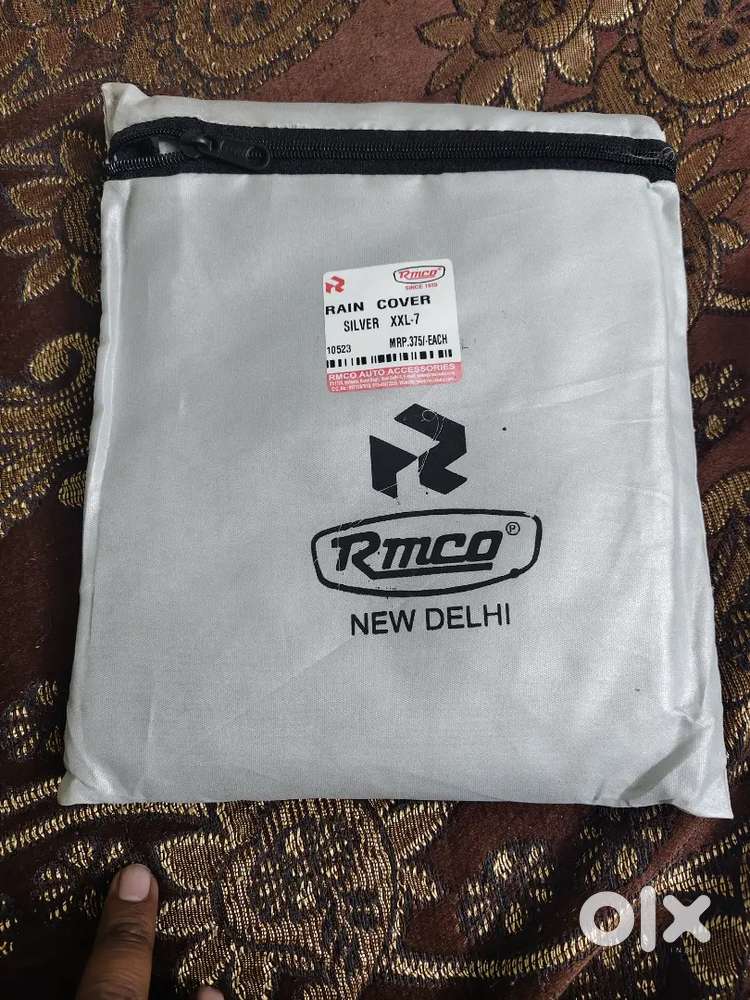 RMCO
SINCE 1970
RAIN COVER
SILVER XXL-7
10523 MRP.375/-EACH
RMCO AUTO ACCESSORIES
Rmco
NEW DELHI
olx
INDIA